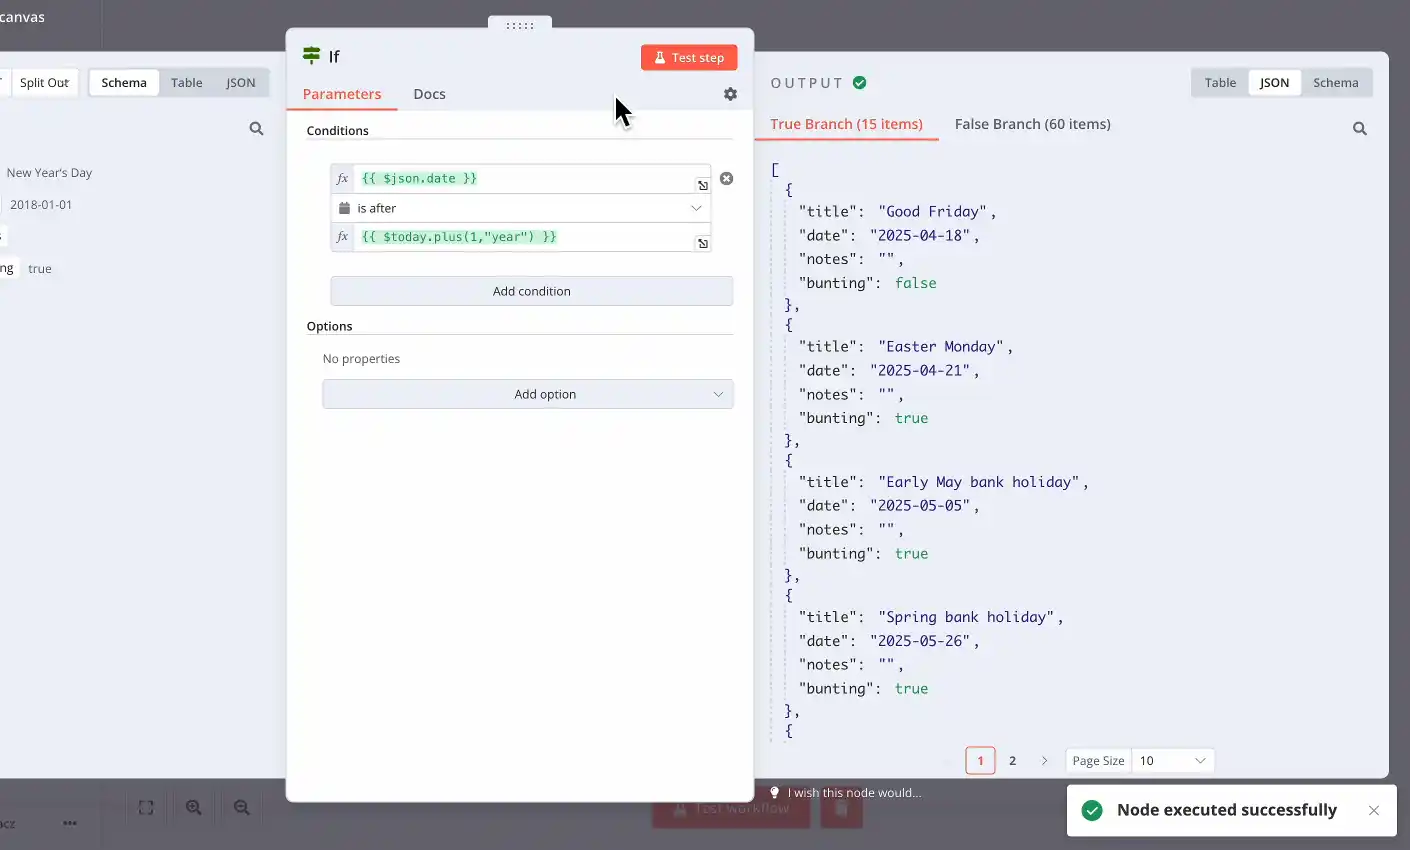 canvas
Split Out
Schema
Table
JSON
New Year's Day
2018-01-01
ng
true
If
Test step
Parameters
Docs
Conditions
fx {{ $json.date }}
is after
fx {{ $today.plus(1,"year") }}
Add condition
Options
No properties
Add option
OUTPUT
Table
JSON
Schema
True Branch (15 items)
False Branch (60 items)
[
{
"title": "Good Friday",
"date": "2025-04-18",
"notes": "",
"bunting": false
},
{
"title": "Easter Monday",
"date": "2025-04-21",
"notes": "",
"bunting": true
},
{
"title": "Early May bank holiday",
"date": "2025-05-05",
"notes": "",
"bunting": true
},
{
"title": "Spring bank holiday",
"date": "2025-05-26",
"notes": "",
"bunting": true
},
{
1
2
Page Size
10
I wish this node would...
Test workflow
Node executed successfully
acz